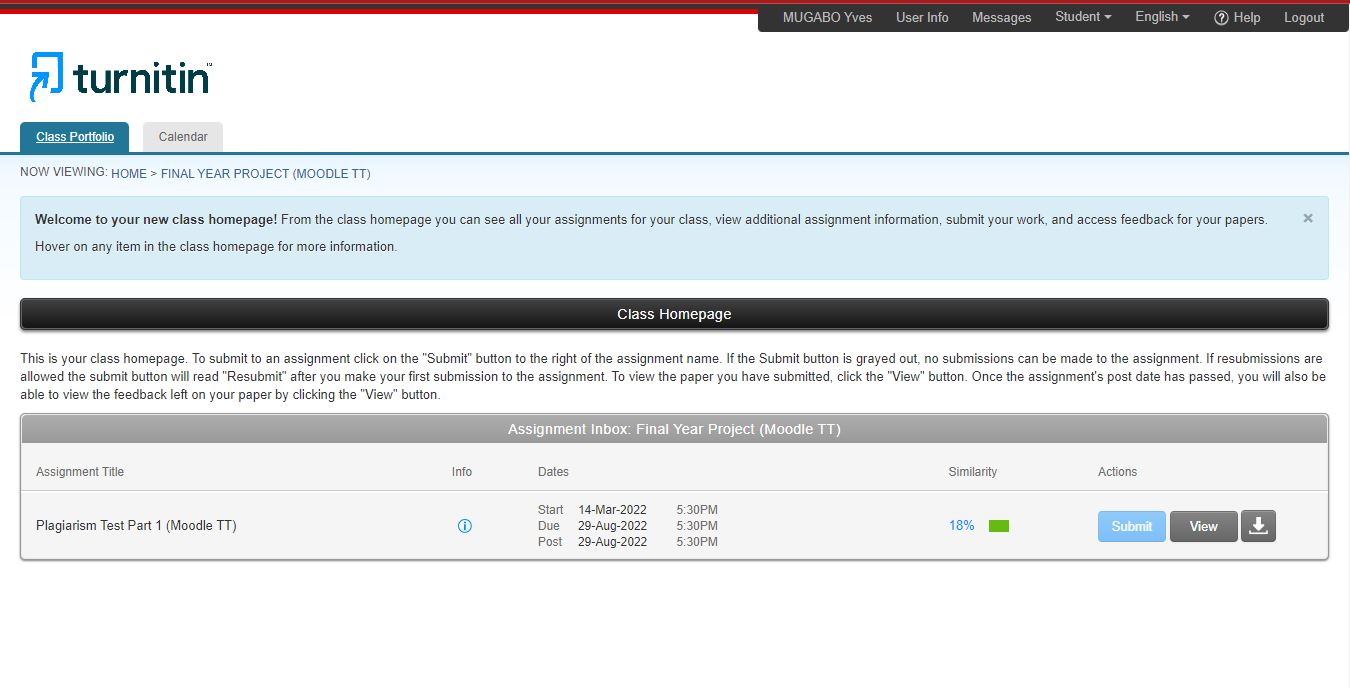 MUGABO Yves User Info Messages Student English Help Logout
turnitin
Class Portfolio Calendar
NOW VIEWING: HOME > FINAL YEAR PROJECT (MOODLE TT)
Welcome to your new class homepage! From the class homepage you can see all your assignments for your class, view additional assignment information, submit your work, and access feedback for your papers.
Hover on any item in the class homepage for more information.
Class Homepage
This is your class homepage. To submit to an assignment click on the "Submit" button to the right of the assignment name. If the Submit button is grayed out, no submissions can be made to the assignment. If resubmissions are
allowed the submit button will read "Resubmit" after you make your first submission to the assignment. To view the paper you have submitted, click the "View" button. Once the assignment's post date has passed, you will also be
able to view the feedback left on your paper by clicking the "View" button.
Assignment Inbox: Final Year Project (Moodle TT)
Assignment Title Info Dates Similarity Actions
Start 14-Mar-2022 5:30PM
Plagiarism Test Part 1 (Moodle TT) Due 29-Aug-2022 5:30PM 18% Submit View
Post 29-Aug-2022 5:30PM